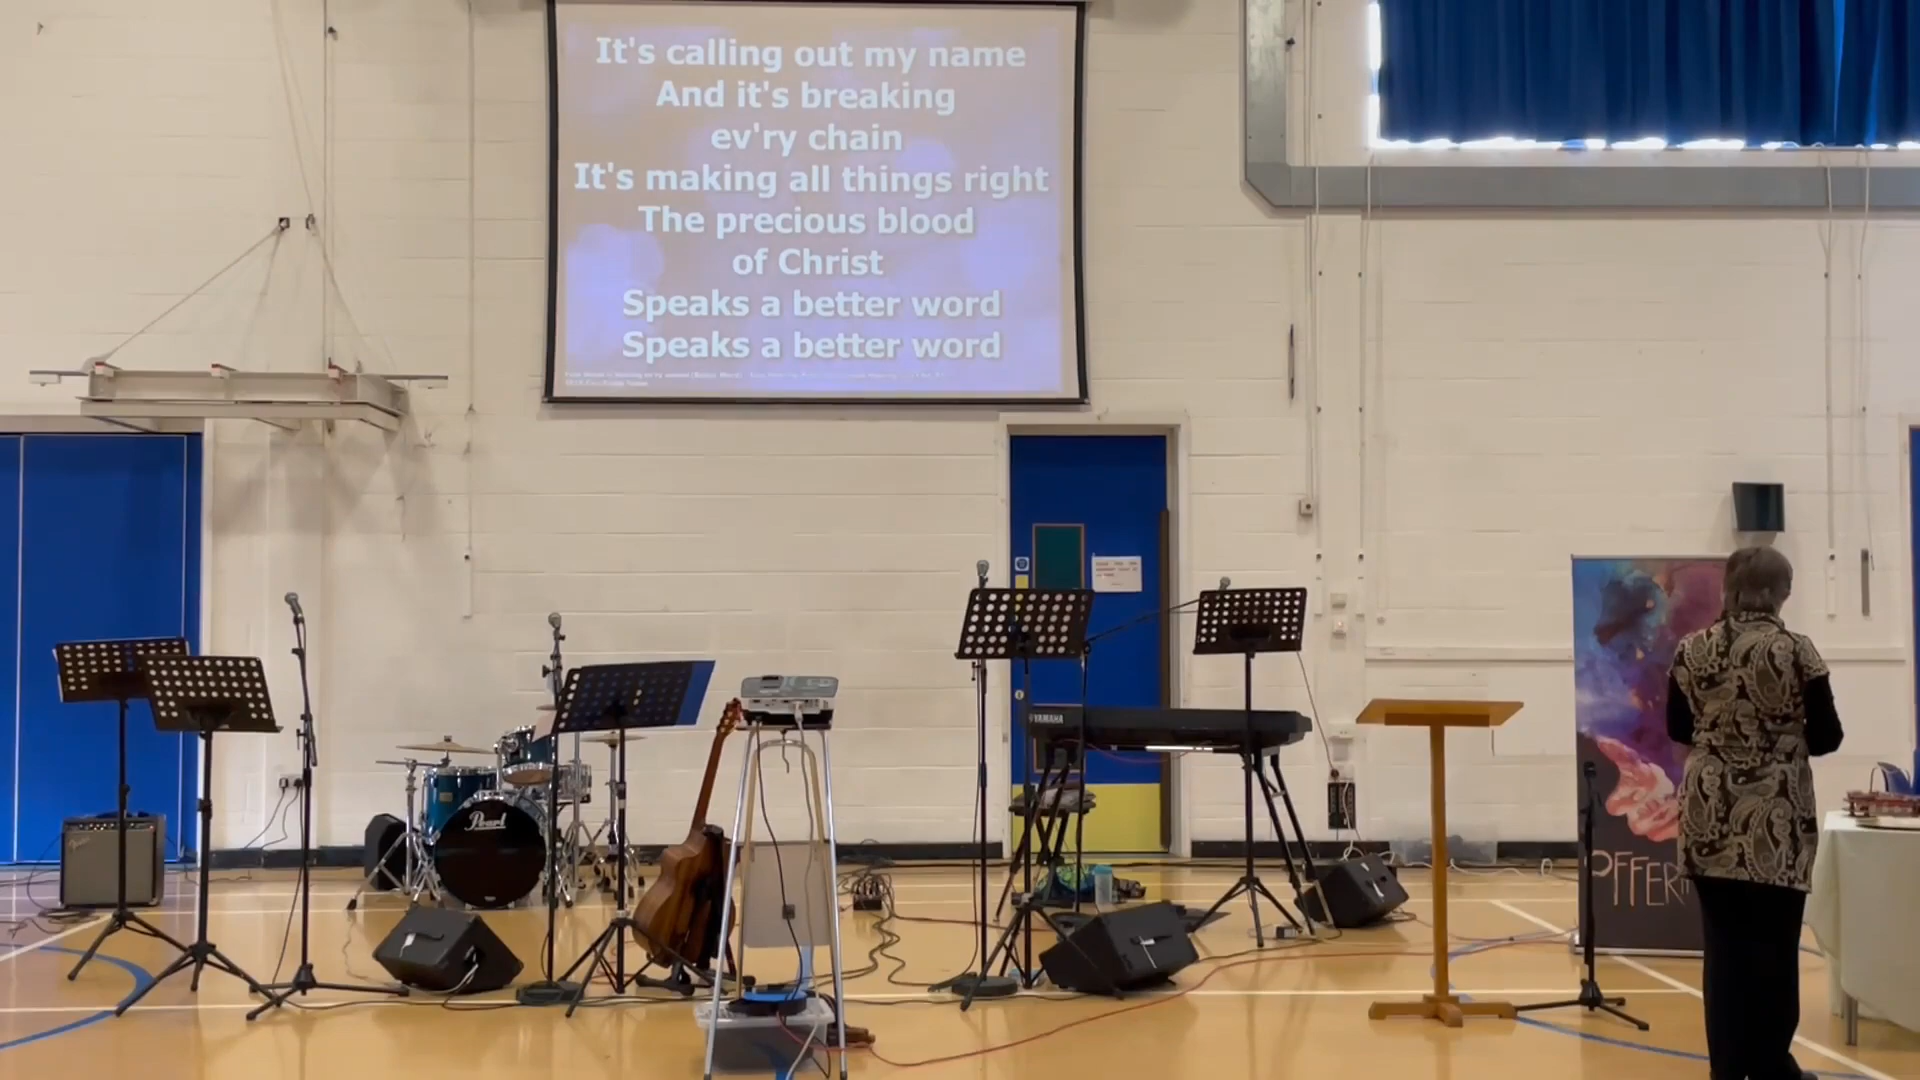 It's calling out my name
And it's breaking
ev'ry chain
It's making all things right
The precious blood
of Christ
Speaks a better word
Speaks a better word
YAMAHA
Pearl
Fender